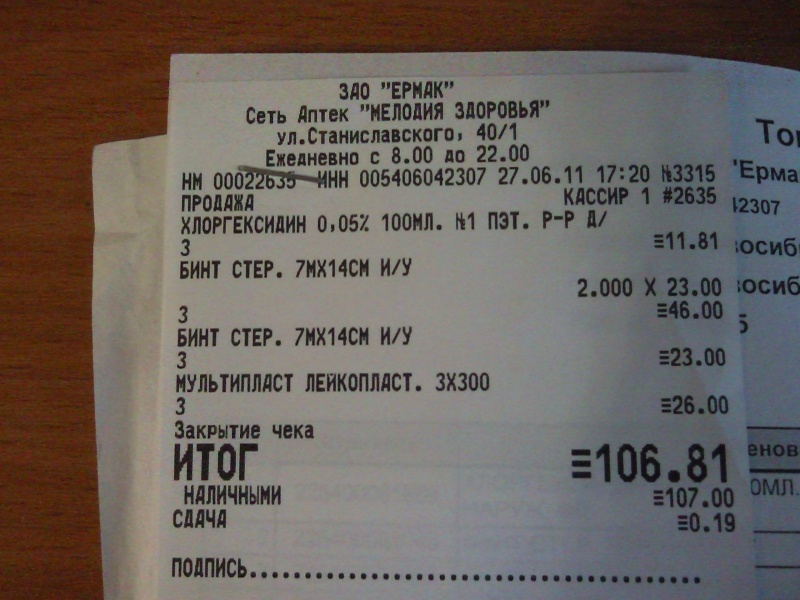 ЗАО "ЕРМАК"
Сеть Аптек "МЕЛОДИЯ ЗДОРОВЬЯ"
ул.Станиславского, 40/1
Ежедневно с 8.00 до 22.00
НМ 00022635 ИНН 005406042307 27.06.11 17:20 №3315
ПРОДАЖА КАССИР 1 #2635
ХЛОРГЕКСИДИН 0,05% 100МЛ. №1 ПЭТ. Р-Р Д/
3 ≡11.81
БИНТ СТЕР. 7МХ14СМ И/У
2.000 X 23.00
3 ≡46.00
БИНТ СТЕР. 7МХ14СМ И/У
3 ≡23.00
МУЛЬТИПЛАСТ ЛЕЙКОПЛАСТ. 3Х300
3 ≡26.00
Закрытие чека
ИТОГ ≡106.81
НАЛИЧНЫМИ ≡107.00
СДАЧА ≡0.19
ПОДПИСЬ........................................
То
"Ерма
2307
осиб
осиб
5
енов
0МЛ.